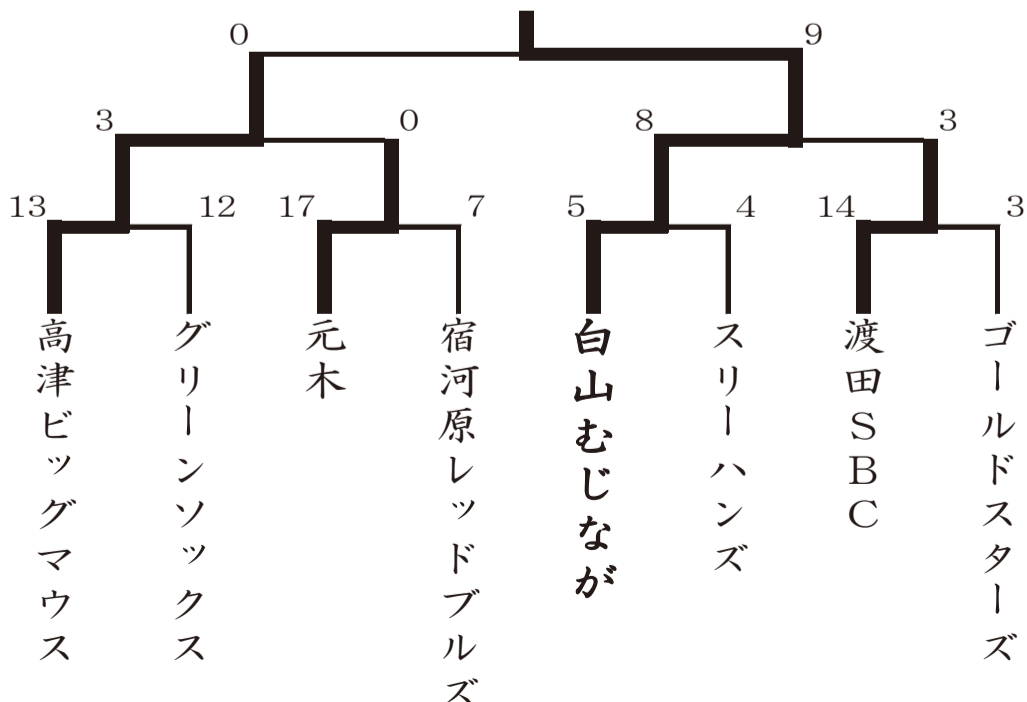 0 9
3 0 8 3
13 12 17 7 5 4 14 3
高津ビッグマウス
グリーンソックス
元木
宿河原レッドブルズ
白山むじなが
スリーハンズ
渡田SBC
ゴールドスターズ